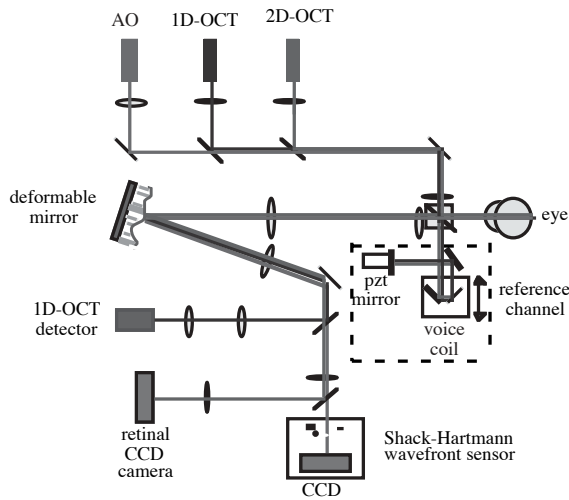 AO
1D-OCT
2D-OCT
deformable
mirror
eye
pzt
mirror
reference
channel
1D-OCT
detector
voice
coil
retinal
CCD
camera
Shack-Hartmann
wavefront sensor
CCD